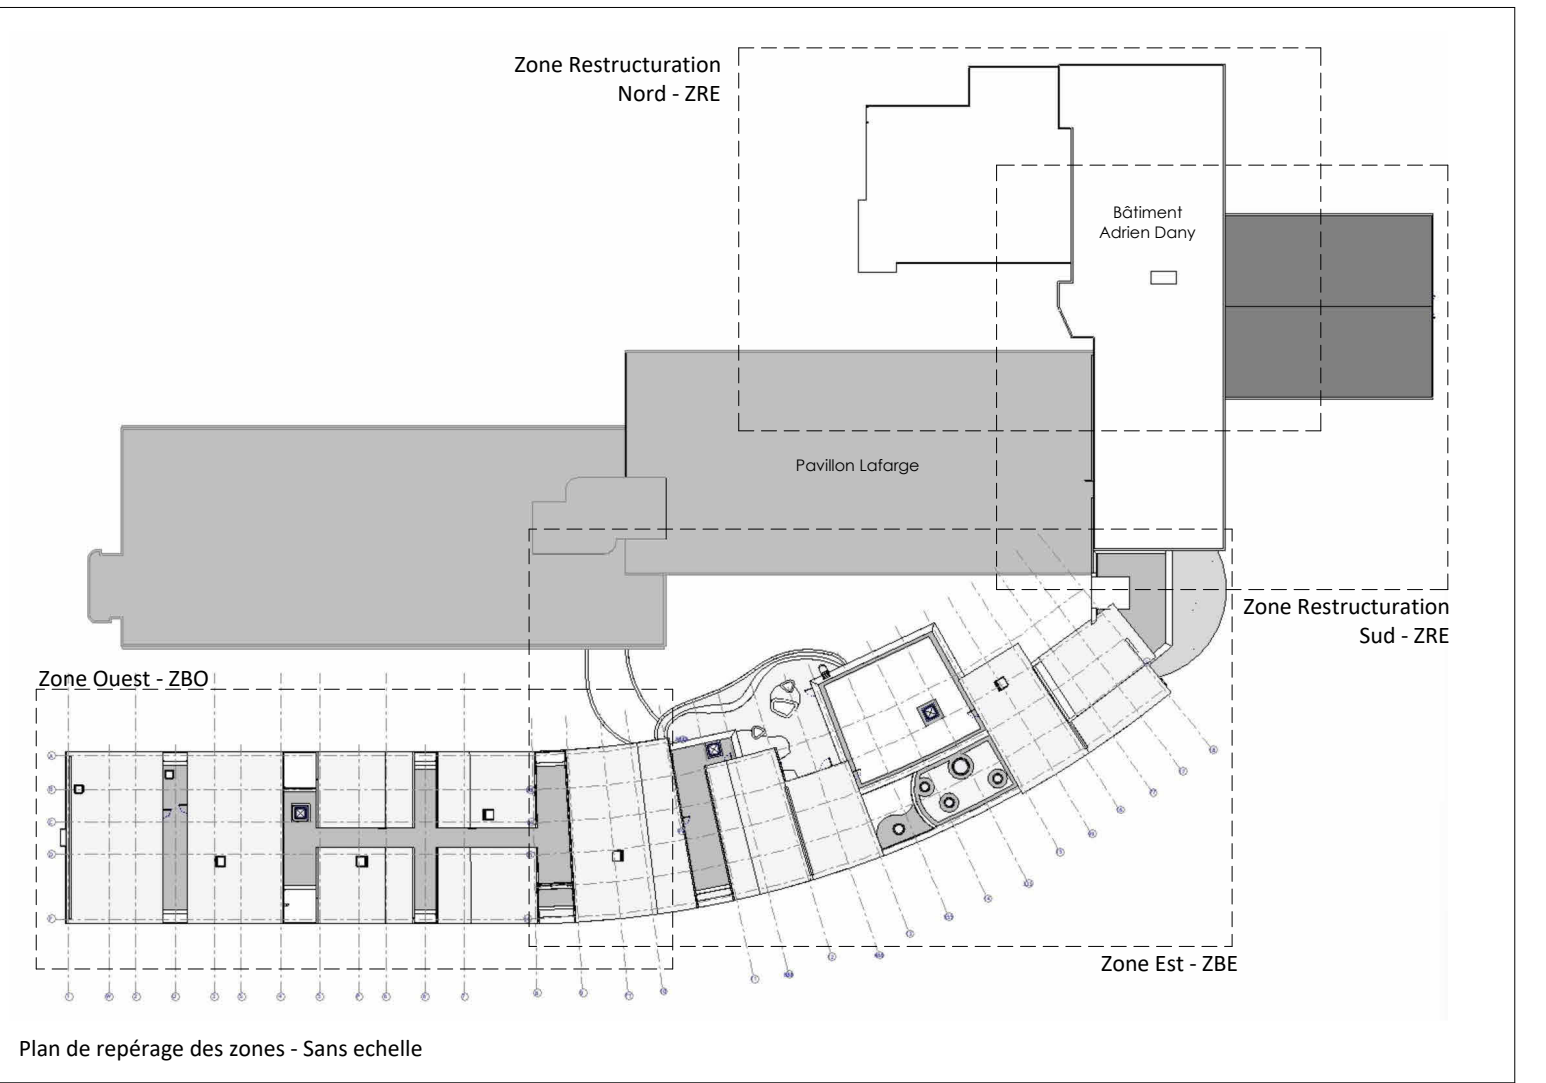 Zone Restructuration
Nord - ZRE
Bâtiment
Adrien Dany
Pavillon Lafarge
Zone Restructuration
Sud - ZRE
Zone Ouest - ZBO
Zone Est - ZBE
Plan de repérage des zones - Sans echelle